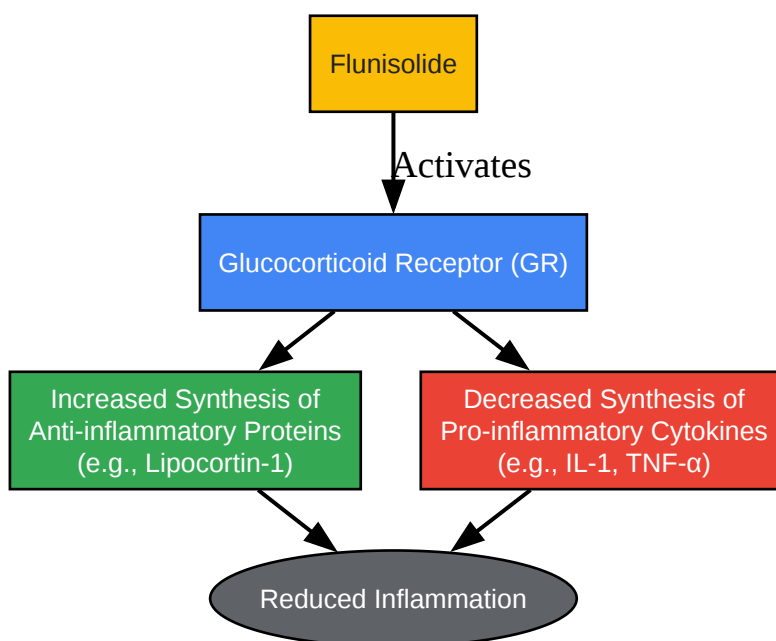 Flunisolide
Activates
Glucocorticoid Receptor (GR)
Increased Synthesis of
Anti-inflammatory Proteins
(e.g., Lipocortin-1)
Decreased Synthesis of
Pro-inflammatory Cytokines
(e.g., IL-1, TNF-α)
Reduced Inflammation